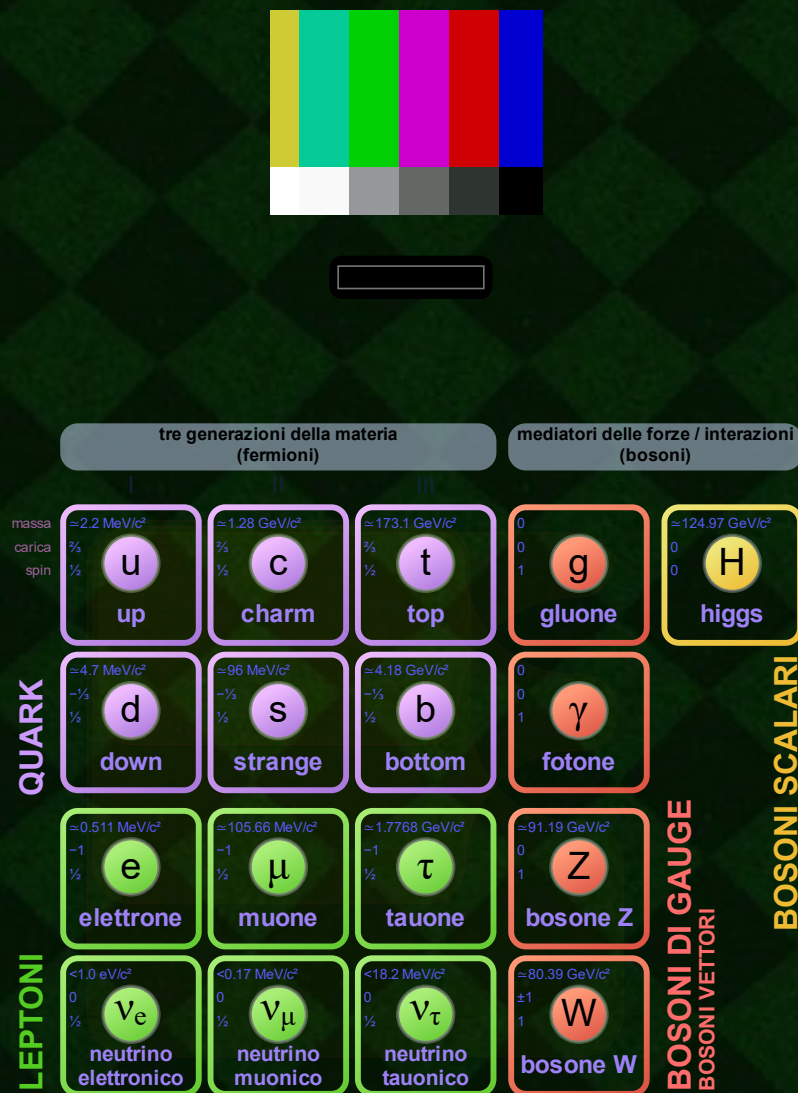 tre generazioni della materia
(fermioni)
mediatori delle forze / interazioni
(bosoni)
I II III
massa
carica
spin
≃2.2 MeV/c²
⅔
½
u
up
≃1.28 GeV/c²
⅔
½
c
charm
≃173.1 GeV/c²
⅔
½
t
top
0
0
1
g
gluone
≃124.97 GeV/c²
0
0
H
higgs
QUARK
≃4.7 MeV/c²
−⅓
½
d
down
≃96 MeV/c²
−⅓
½
s
strange
≃4.18 GeV/c²
−⅓
½
b
bottom
0
0
1
γ
fotone
BOSONI SCALARI
LEPTONI
≃0.511 MeV/c²
−1
½
e
elettrone
≃105.66 MeV/c²
−1
½
μ
muone
≃1.7768 GeV/c²
−1
½
τ
tauone
≃91.19 GeV/c²
0
1
Z
bosone Z
BOSONI DI GAUGE
BOSONI VETTORI
<1.0 eV/c²
0
½
νe
neutrino
elettronico
<0.17 MeV/c²
0
½
νμ
neutrino
muonico
<18.2 MeV/c²
0
½
ντ
neutrino
tauonico
≃80.39 GeV/c²
±1
1
W
bosone W